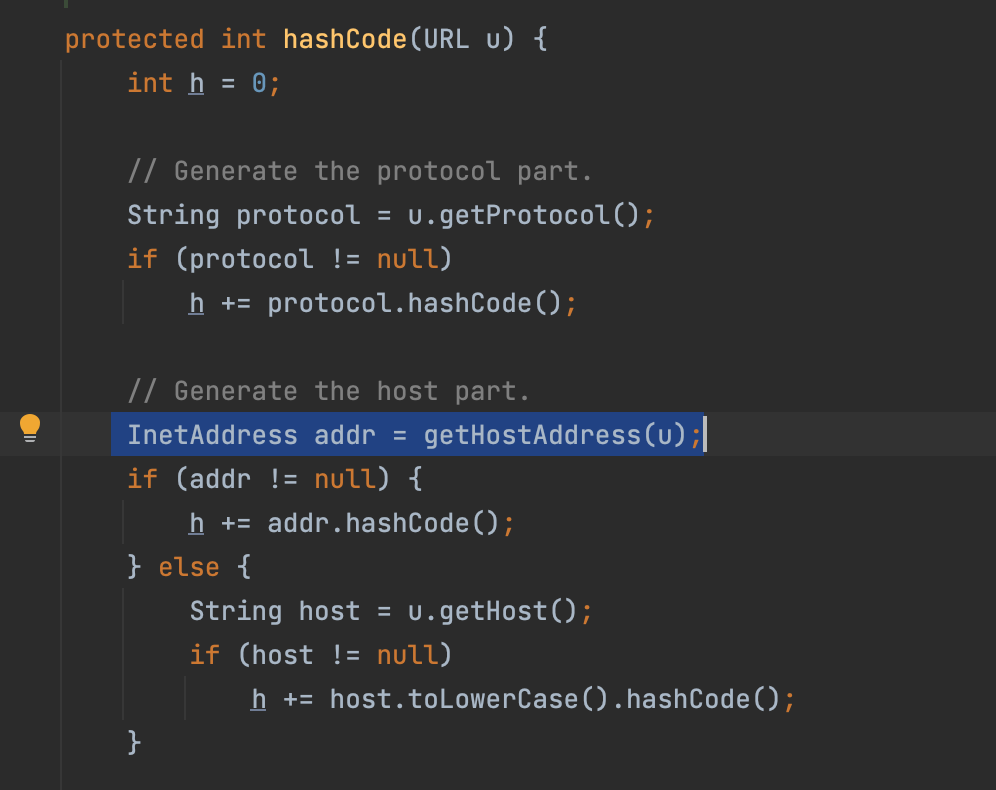 protected int hashCode(URL u) {
int h = 0;
// Generate the protocol part.
String protocol = u.getProtocol();
if (protocol != null)
h += protocol.hashCode();
// Generate the host part.
InetAddress addr = getHostAddress(u);
if (addr != null) {
h += addr.hashCode();
} else {
String host = u.getHost();
if (host != null)
h += host.toLowerCase().hashCode();
}